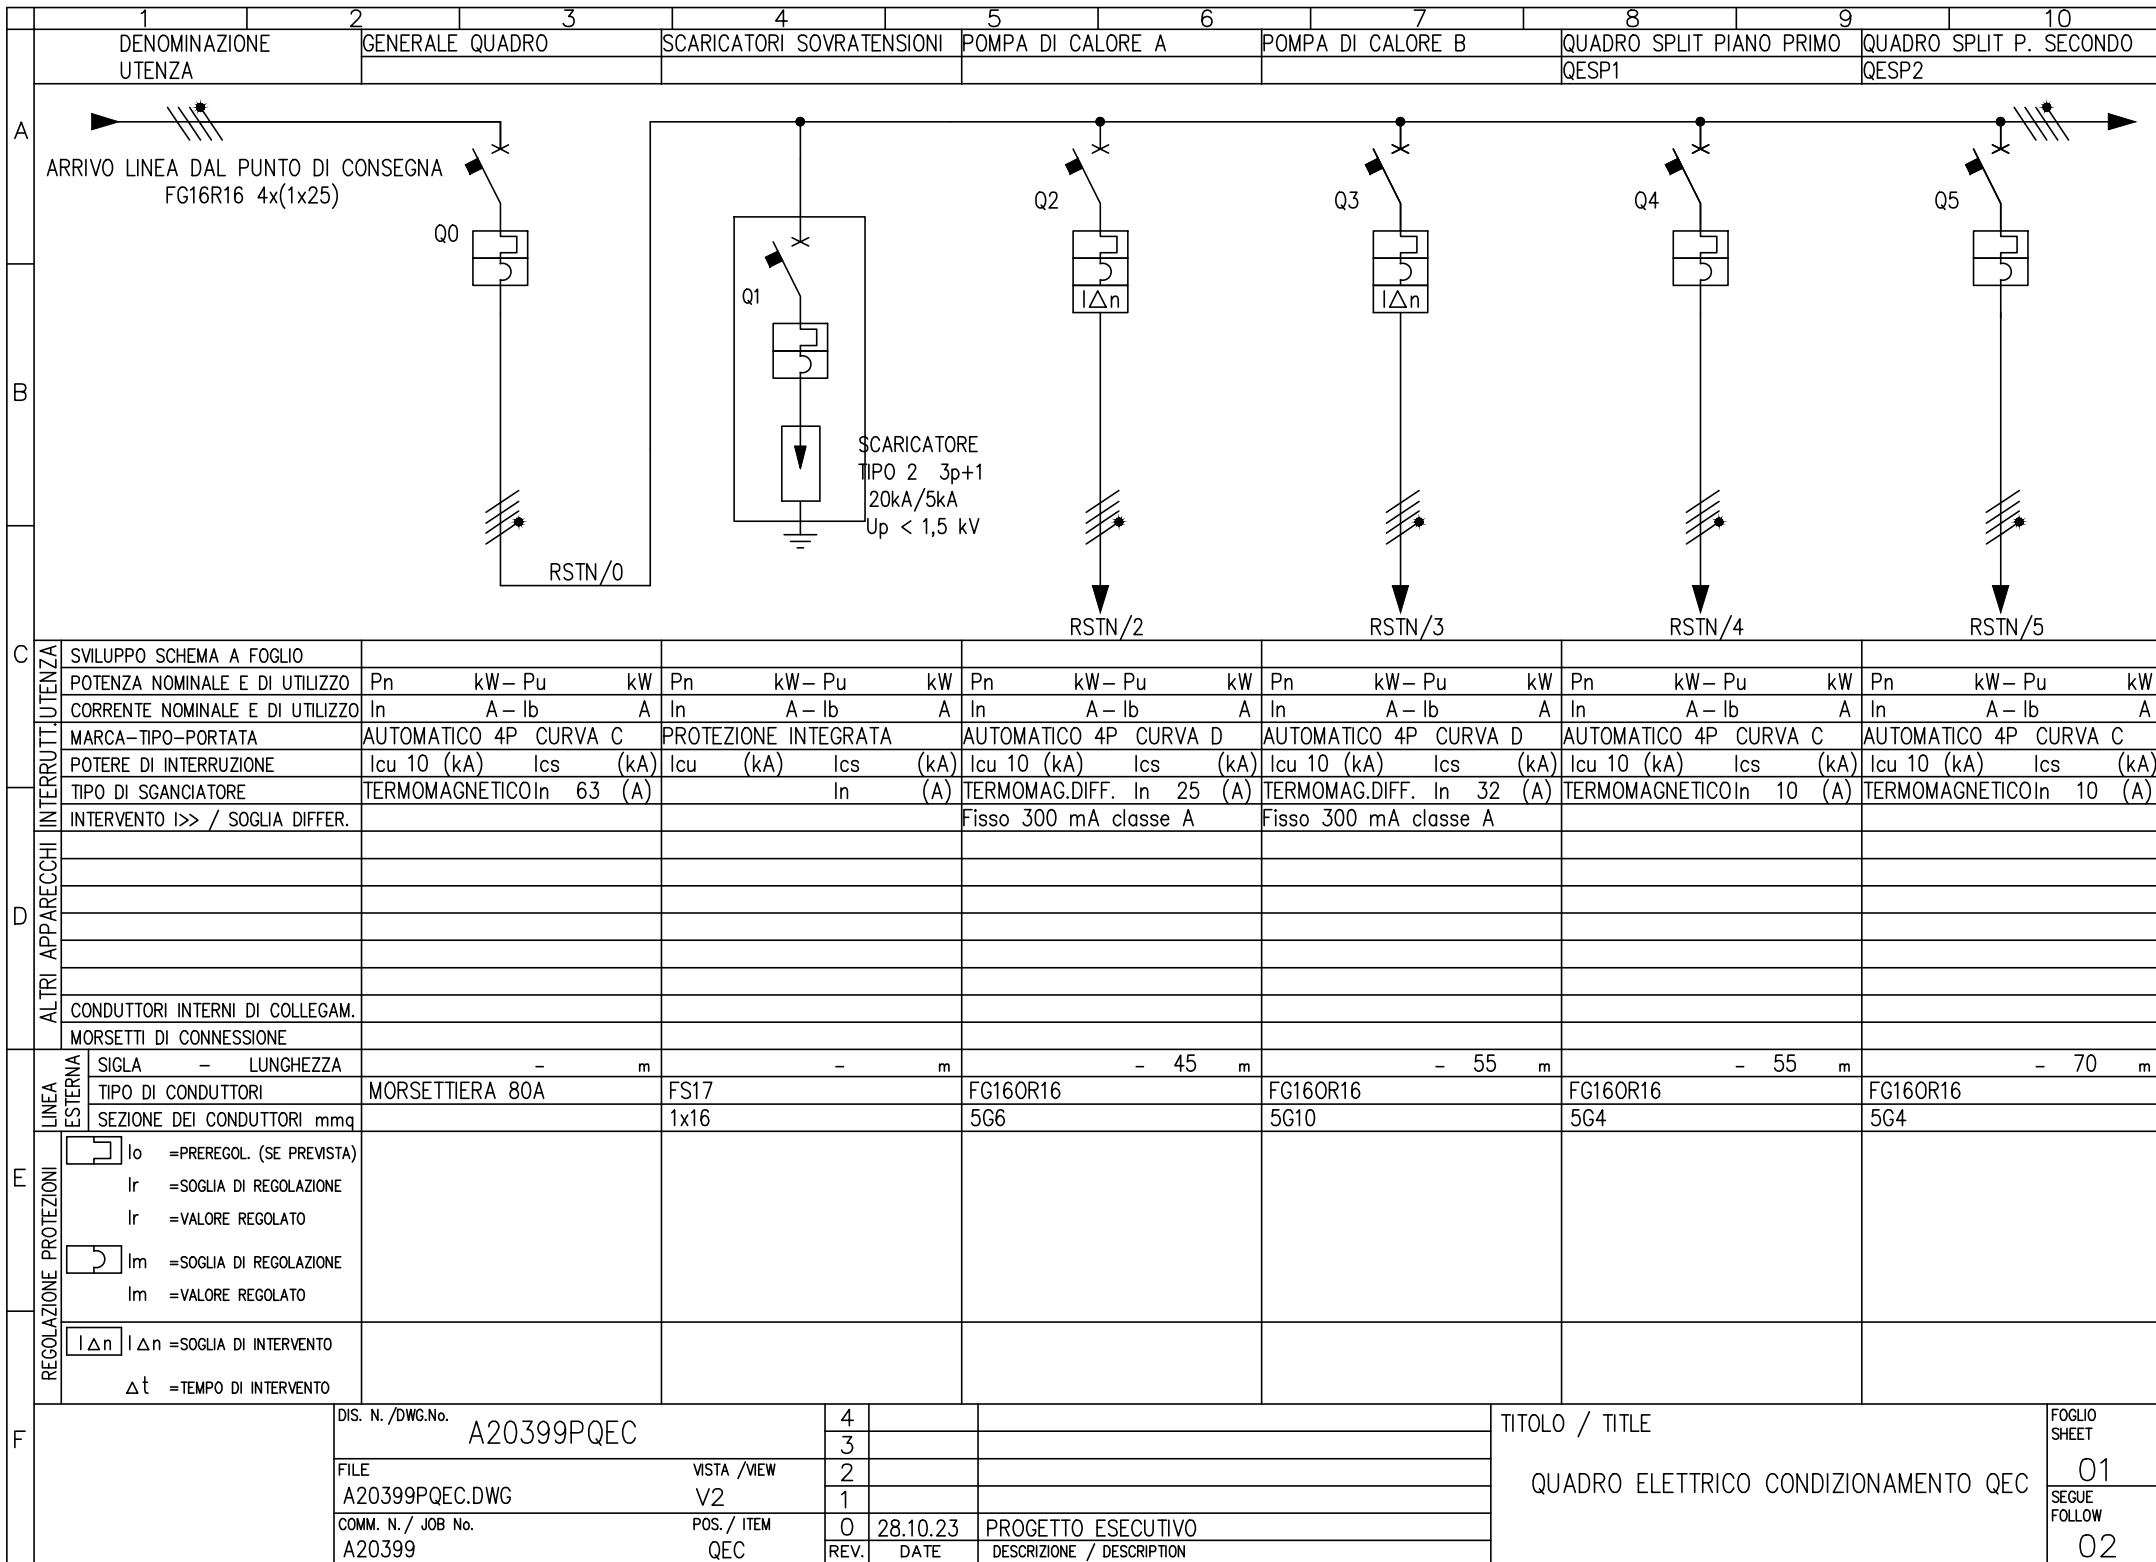 1 2 3 4 5 6 7 8 9 10
DENOMINAZIONE UTENZA
GENERALE QUADRO
SCARICATORI SOVRATENSIONI
POMPA DI CALORE A
POMPA DI CALORE B
QUADRO SPLIT PIANO PRIMO
QESP1
QUADRO SPLIT P. SECONDO
QESP2
A
ARRIVO LINEA DAL PUNTO DI CONSEGNA
FG16R16 4x(1x25)
Q0
Q1
Q2
Q3
Q4
Q5
I△n
I△n
B
SCARICATORE
TIPO 2 3p+1
20kA/5kA
Up < 1,5 kV
RSTN/0
RSTN/2
RSTN/3
RSTN/4
RSTN/5
C
UTENZA
SVILUPPO SCHEMA A FOGLIO
POTENZA NOMINALE E DI UTILIZZO Pn kW– Pu kW Pn kW– Pu kW Pn kW– Pu kW Pn kW– Pu kW Pn kW– Pu kW Pn kW– Pu kW
CORRENTE NOMINALE E DI UTILIZZO In A – Ib A In A – Ib A In A – Ib A In A – Ib A In A – Ib A In A – Ib A
INTERRUTT.
MARCA–TIPO–PORTATA AUTOMATICO 4P CURVA C PROTEZIONE INTEGRATA AUTOMATICO 4P CURVA D AUTOMATICO 4P CURVA D AUTOMATICO 4P CURVA C AUTOMATICO 4P CURVA C
POTERE DI INTERRUZIONE Icu 10 (kA) Ics (kA) Icu (kA) Ics (kA) Icu 10 (kA) Ics (kA) Icu 10 (kA) Ics (kA) Icu 10 (kA) Ics (kA) Icu 10 (kA) Ics (kA)
TIPO DI SGANCIATORE TERMOMAGNETICO In 63 (A) In (A) TERMOMAG.DIFF. In 25 (A) TERMOMAG.DIFF. In 32 (A) TERMOMAGNETICO In 10 (A) TERMOMAGNETICO In 10 (A)
INTERVENTO I>> / SOGLIA DIFFER. Fisso 300 mA classe A Fisso 300 mA classe A
D
ALTRI APPARECCHI
CONDUTTORI INTERNI DI COLLEGAM.
MORSETTI DI CONNESSIONE
LINEA ESTERNA
SIGLA – LUNGHEZZA – m – m – 45 m – 55 m – 55 m – 70 m
TIPO DI CONDUTTORI MORSETTIERA 80A FS17 FG16OR16 FG16OR16 FG16OR16 FG16OR16
SEZIONE DEI CONDUTTORI mmq 1x16 5G6 5G10 5G4 5G4
E
REGOLAZIONE PROTEZIONI
Io =PREREGOL. (SE PREVISTA)
Ir =SOGLIA DI REGOLAZIONE
Ir =VALORE REGOLATO
Im =SOGLIA DI REGOLAZIONE
Im =VALORE REGOLATO
I△n I△n =SOGLIA DI INTERVENTO
△t =TEMPO DI INTERVENTO
F
DIS. N. /DWG.No.
A20399PQEC
FILE
A20399PQEC.DWG
VISTA /VIEW
V2
COMM. N./ JOB No.
A20399
POS./ ITEM
QEC
4
3
2
1
0 28.10.23 PROGETTO ESECUTIVO
REV. DATE DESCRIZIONE / DESCRIPTION
TITOLO / TITLE
QUADRO ELETTRICO CONDIZIONAMENTO QEC
FOGLIO
SHEET
01
SEGUE
FOLLOW
02